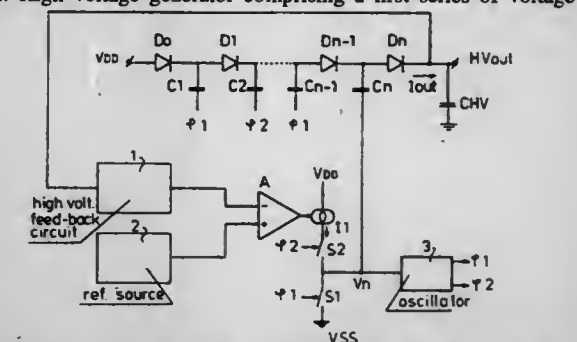 High voltage generator comprising a first series of voltage
Do D1 Dn-1 Dn
VDD HVout
C1 C2 Cn-1 Cn Iout
φ1 φ2 φ1 CHV
1
high volt. feed-back circuit
A
VDD
I1
2
φ2 S2
3
φ1
Vn
φ2
ref. source
φ1 S1
oscillator
VSS